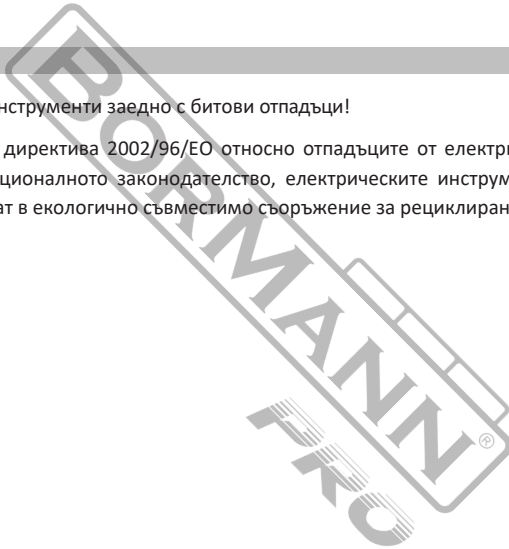 нструменти заедно с битови отпадъци!
директива 2002/96/ЕО относно отпадъците от електри
ционалното законодателство, електрическите инструм
ат в екологично съвместимо съоръжение за рециклиран
BORMANN®
PRO